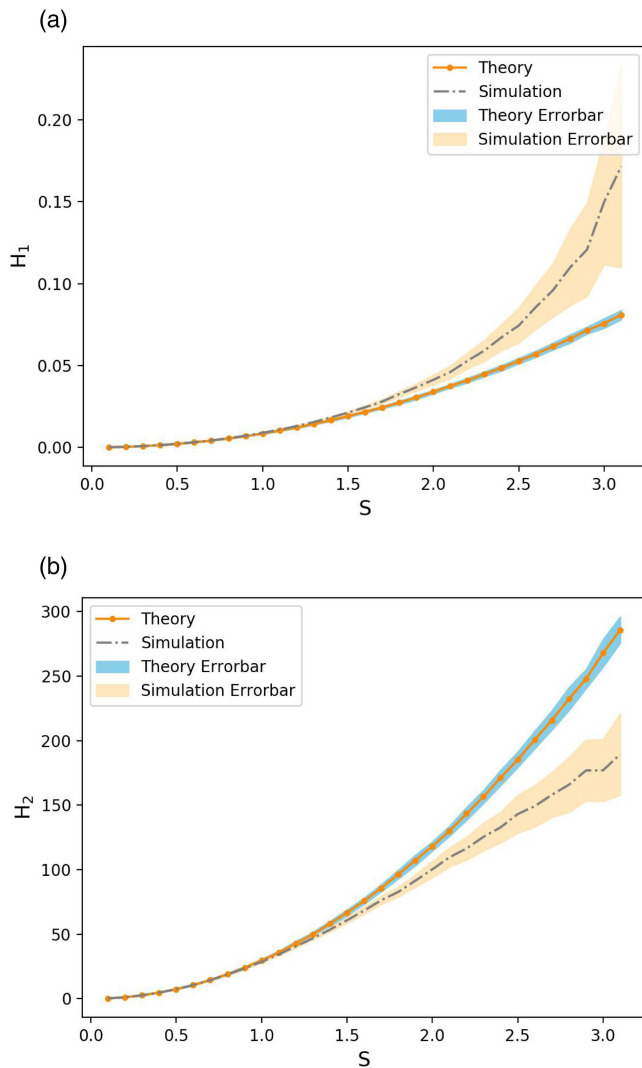 (a)
Theory
Simulation
Theory Errorbar
Simulation Errorbar
0.20
0.15
0.10
0.05
0.00
H₁
0.0 0.5 1.0 1.5 2.0 2.5 3.0
S
(b)
Theory
Simulation
Theory Errorbar
Simulation Errorbar
300
250
200
150
100
50
0
H₂
0.0 0.5 1.0 1.5 2.0 2.5 3.0
S